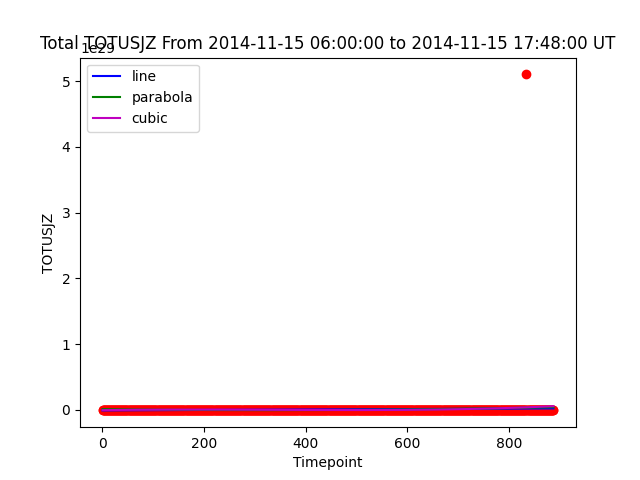 Total TOTUSJZ From 2014-11-15 06:00:00 to 2014-11-15 17:48:00 UT
1e29
line
parabola
cubic
5
4
3
2
1
0
TOTUSJZ
0 200 400 600 800
Timepoint